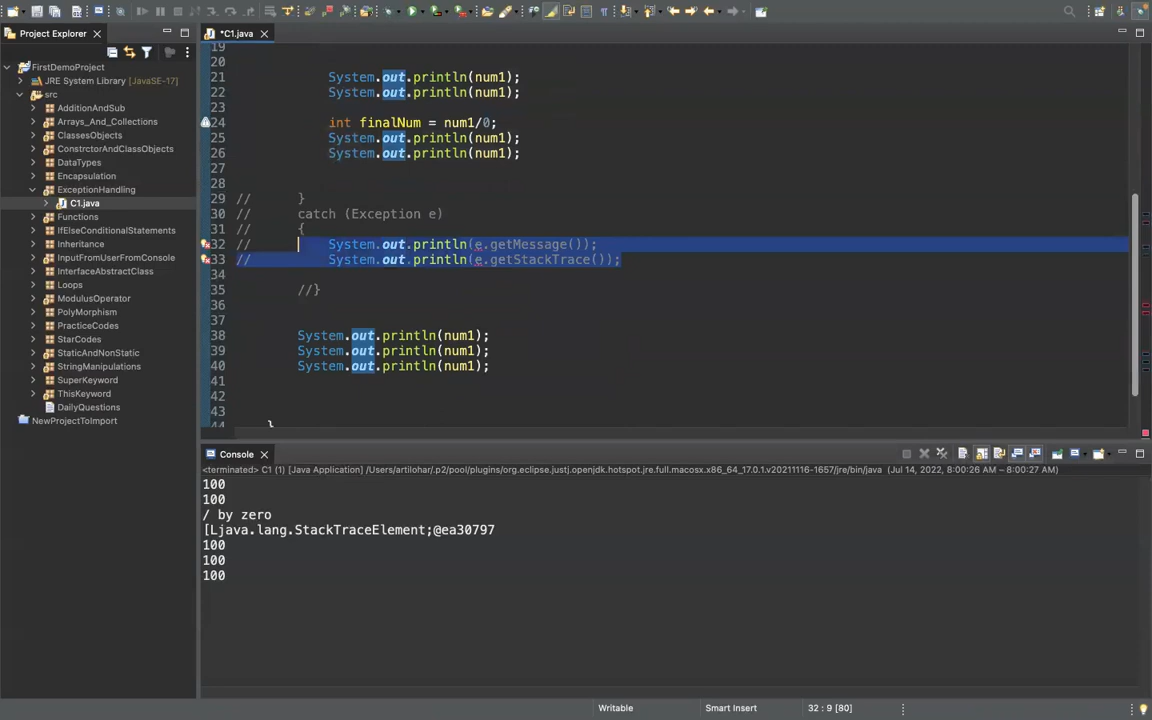 Project Explorer
*C1.java
FirstDemoProject
JRE System Library [JavaSE-17]
src
AdditionAndSub
Arrays_And_Collections
ClassesObjects
ConstrctorAndClassObjects
DataTypes
Encapsulation
ExceptionHandling
C1.java
Functions
IfElseConditionalStatements
Inheritance
InputFromUserFromConsole
InterfaceAbstractClass
Loops
ModulusOperator
PolyMorphism
PracticeCodes
StarCodes
StaticAndNonStatic
StringManipulations
SuperKeyword
ThisKeyword
DailyQuestions
NewProjectToImport
19
20
21 System.out.println(num1);
22 System.out.println(num1);
23
24 int finalNum = num1/0;
25 System.out.println(num1);
26 System.out.println(num1);
27
28
29 // }
30 // catch (Exception e)
31 // {
32 // System.out.println(e.getMessage());
33 // System.out.println(e.getStackTrace());
34
35 //}
36
37
38 System.out.println(num1);
39 System.out.println(num1);
40 System.out.println(num1);
41
42
43
44 }
Console
<terminated> C1 (1) [Java Application] /Users/artilohar/.p2/pool/plugins/org.eclipse.justj.openjdk.hotspot.jre.full.macosx.x86_64_17.0.1.v20211116-1657/jre/bin/java (Jul 14, 2022, 8:00:26 AM – 8:00:27 AM)
100
100
/ by zero
[Ljava.lang.StackTraceElement;@ea30797
100
100
100
Writable
Smart Insert
32 : 9 [80]